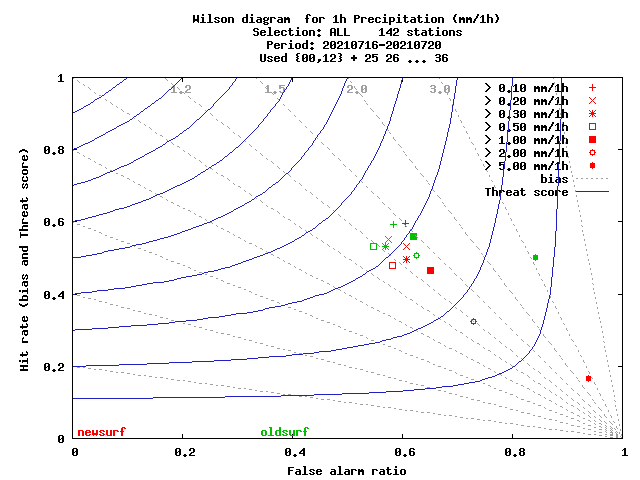 Wilson diagram  for 1h Precipitation (mm/1h)
Selection: ALL    142 stations
Period: 20210716-20210720
Used {00,12} + 25 26 ... 36
1
0.8
0.6
0.4
0.2
0
Hit rate (bias and Threat score)
1.2
1.5
2.0
3.0
> 0.10 mm/1h
> 0.20 mm/1h
> 0.30 mm/1h
> 0.50 mm/1h
> 1.00 mm/1h
> 2.00 mm/1h
> 5.00 mm/1h
bias
Threat score
newsurf
oldsurf
0
0.2
0.4
0.6
0.8
1
False alarm ratio